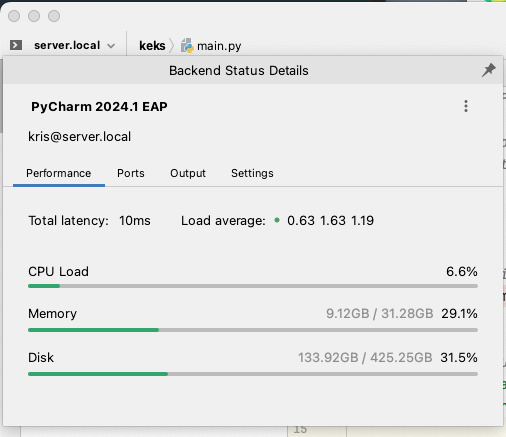 server.local keks main.py
Backend Status Details
PyCharm 2024.1 EAP
kris@server.local
Performance Ports Output Settings
Total latency: 10ms Load average: 0.63 1.63 1.19
CPU Load 6.6%
Memory 9.12GB / 31.28GB 29.1%
Disk 133.92GB / 425.25GB 31.5%
15